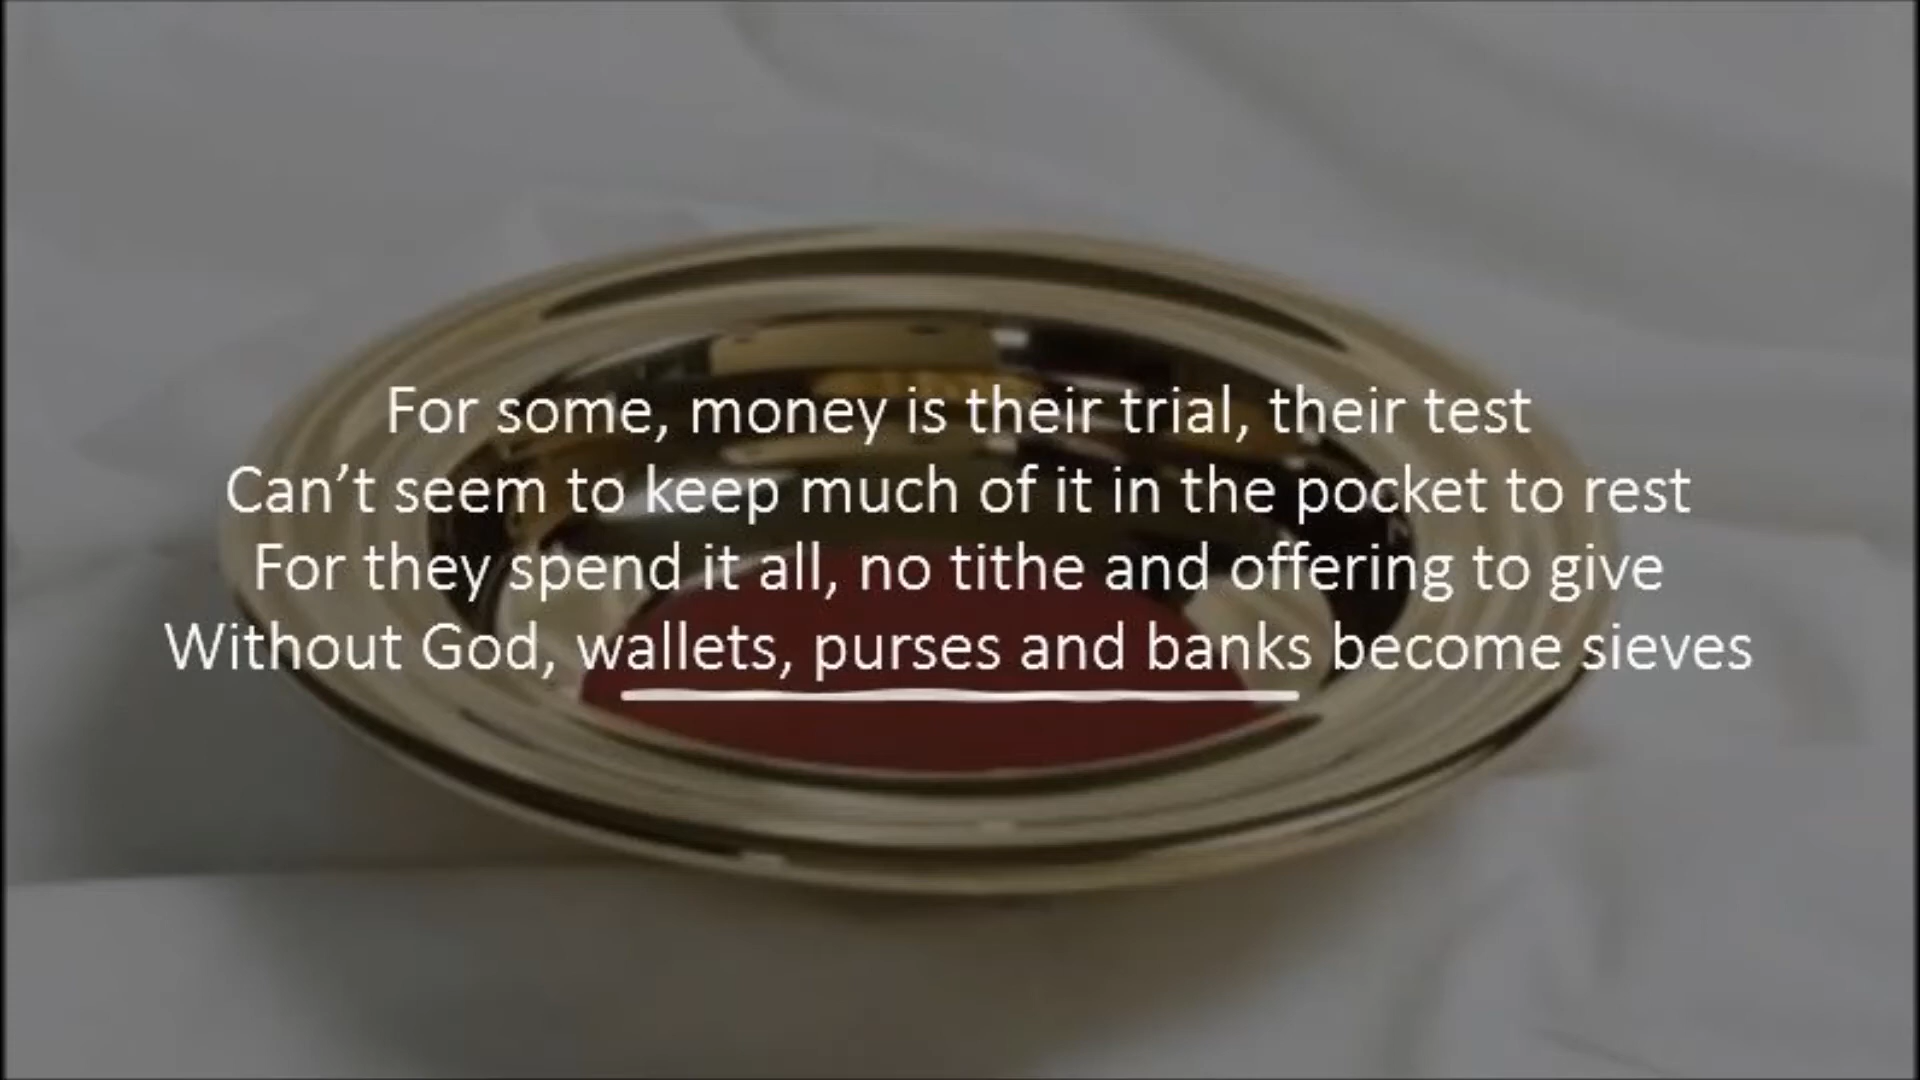 For some, money is their trial, their test
Can’t seem to keep much of it in the pocket to rest
For they spend it all, no tithe and offering to give
Without God, wallets, purses and banks become sieves